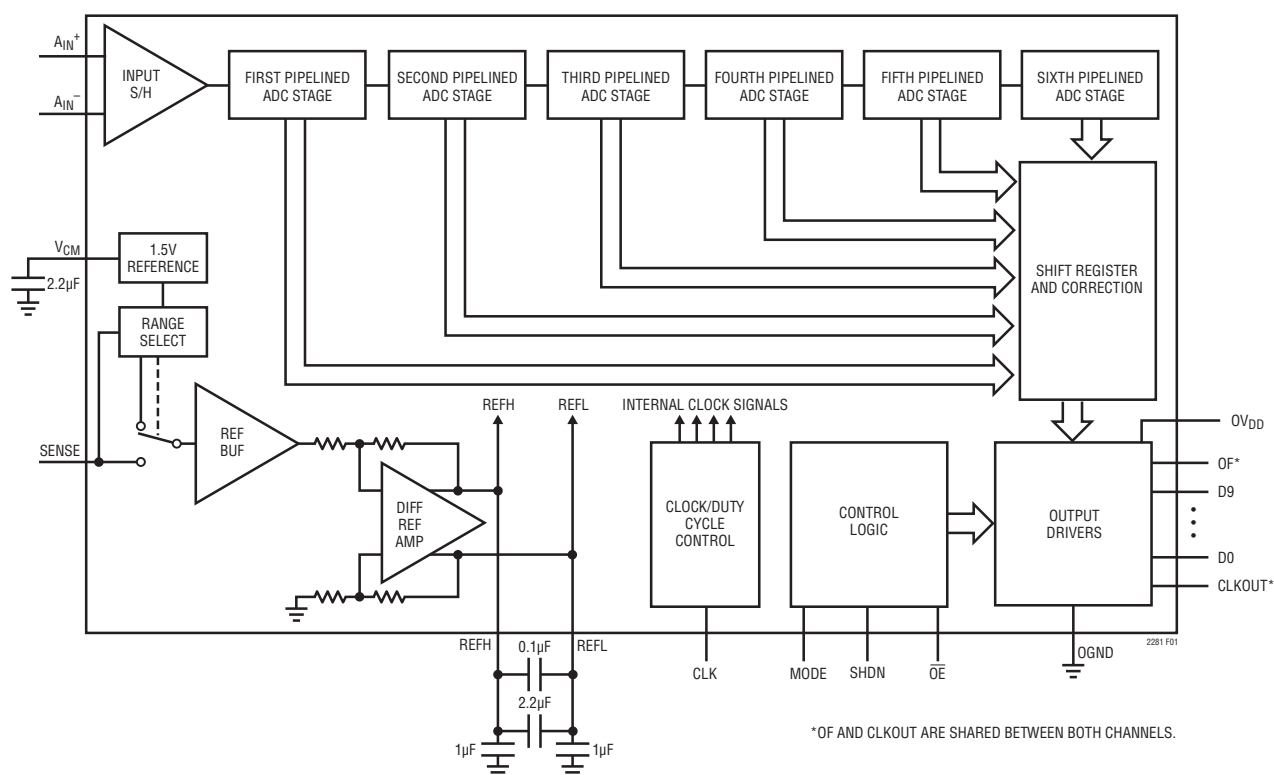 AIN+
AIN–
INPUT
S/H
FIRST PIPELINED
ADC STAGE
SECOND PIPELINED
ADC STAGE
THIRD PIPELINED
ADC STAGE
FOURTH PIPELINED
ADC STAGE
FIFTH PIPELINED
ADC STAGE
SIXTH PIPELINED
ADC STAGE
VCM
2.2µF
1.5V
REFERENCE
RANGE
SELECT
SHIFT REGISTER
AND CORRECTION
SENSE
REF
BUF
REFH
REFL
INTERNAL CLOCK SIGNALS
DIFF
REF
AMP
CLOCK/DUTY
CYCLE
CONTROL
CONTROL
LOGIC
OUTPUT
DRIVERS
OVDD
OF*
D9
D0
CLKOUT*
REFH
0.1µF
REFL
2.2µF
1µF
1µF
CLK
MODE
SHDN
O̅E̅
OGND
2281 F01
*OF AND CLKOUT ARE SHARED BETWEEN BOTH CHANNELS.